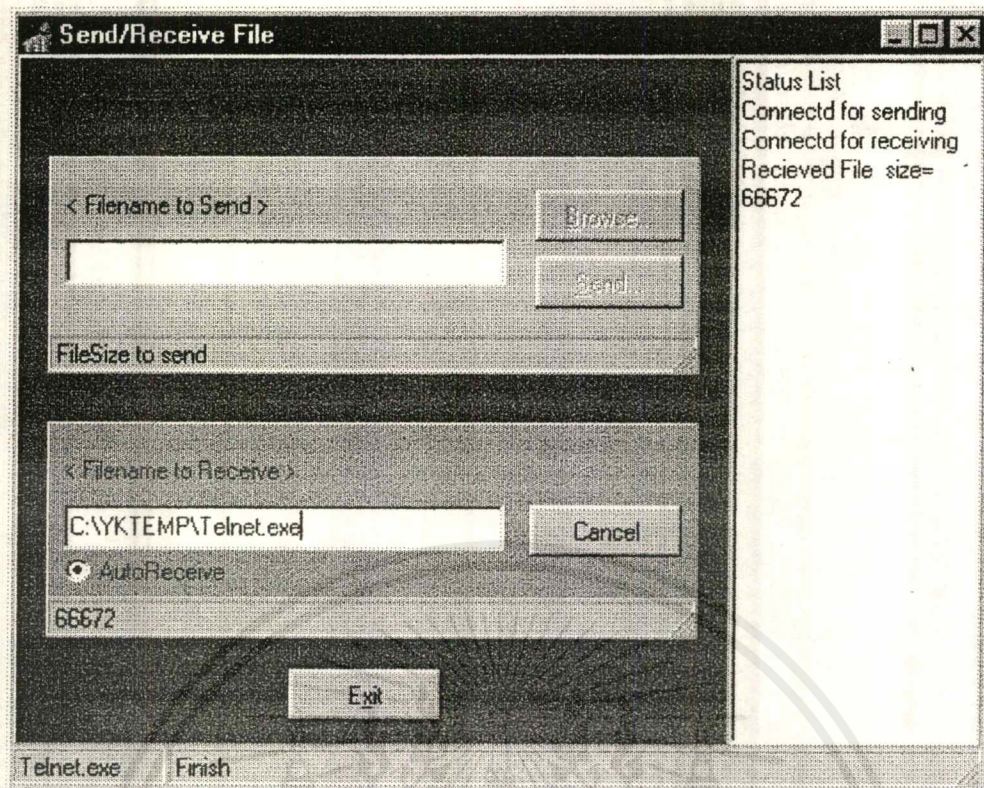 Send/Receive File
Status List
Connectd for sending
Connectd for receiving
Recieved File size=
66672
< Filename to Send >
Browse...
Send...
FileSize to send
< Filename to Receive >
C:\YKTEMP\Telnet.exe
Cancel
AutoReceive
66672
Exit
Telnet.exe
Finish